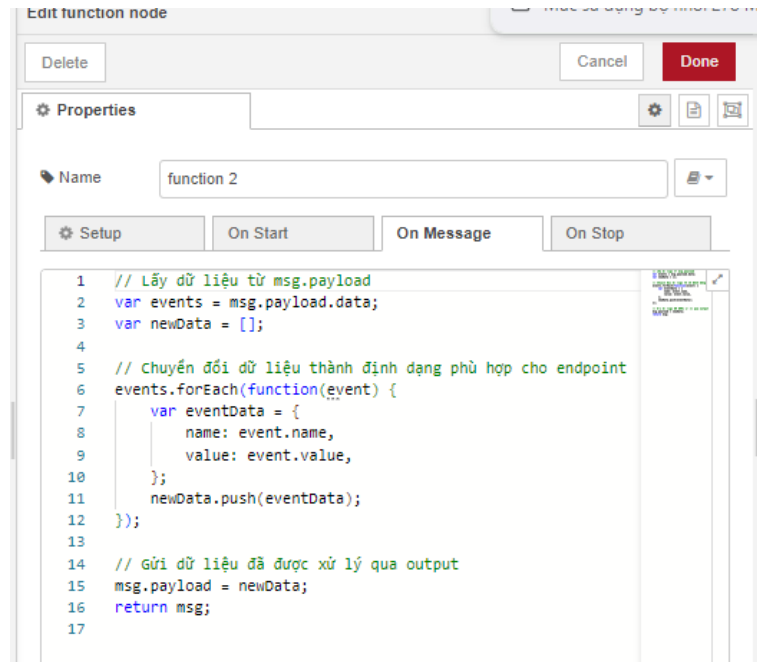 Edit function node
Delete
Cancel
Done
Properties
Name
function 2
Setup
On Start
On Message
On Stop
1 // Lấy dữ liệu từ msg.payload
2 var events = msg.payload.data;
3 var newData = [];
4
5 // Chuyển đổi dữ liệu thành định dạng phù hợp cho endpoint
6 events.forEach(function(event) {
7 var eventData = {
8 name: event.name,
9 value: event.value,
10 };
11 newData.push(eventData);
12 });
13
14 // Gửi dữ liệu đã được xử lý qua output
15 msg.payload = newData;
16 return msg;
17